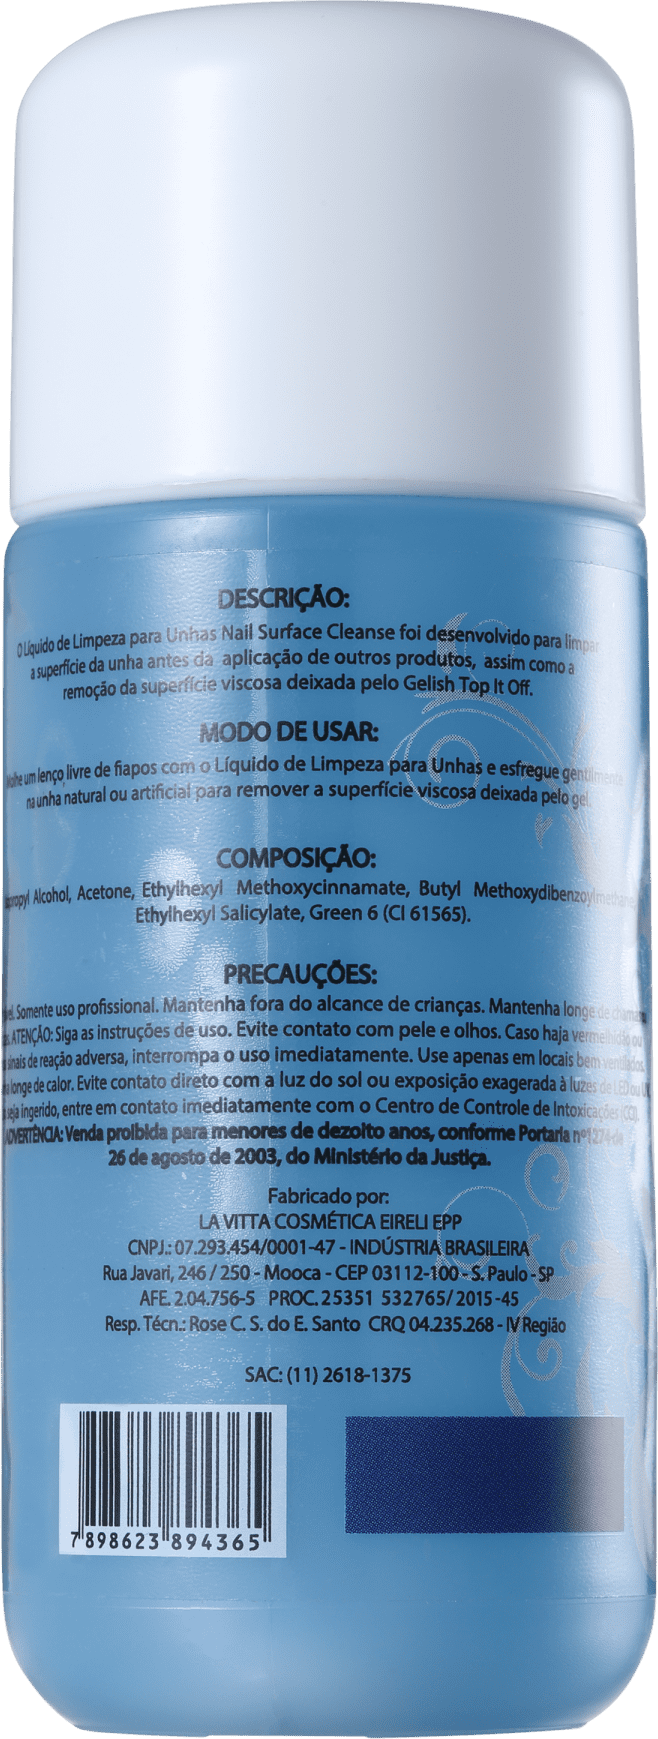 DESCRIÇÃO:
O Líquido de Limpeza para Unhas Nail Surface Cleanse foi desenvolvido para limpar
a superfície da unha antes da aplicação de outros produtos, assim como a
remoção da superfície viscosa deixada pelo Gelish Top It Off.
MODO DE USAR:
um lenço livre de fiapos com o Líquido de Limpeza para Unhas e esfregue gentilmente
na unha natural ou artificial para remover a superfície viscosa deixada pelo gel.
COMPOSIÇÃO:
Alcohol, Acetone, Ethylhexyl Methoxycinnamate, Butyl Methoxydibenzoylmethane,
Ethylhexyl Salicylate, Green 6 (CI 61565).
PRECAUÇÕES:
Somente uso profissional. Mantenha fora do alcance de crianças. Mantenha longe de
ATENÇÃO: Siga as instruções de uso. Evite contato com pele e olhos. Caso haja vermelhidão ou
sinais de reação adversa, interrompa o uso imediatamente. Use apenas em locais bem ventilados.
longe de calor. Evite contato direto com a luz do sol ou exposição exagerada à luzes de LED ou
seja ingerido, entre em contato imediatamente com o Centro de Controle de Intoxicações (CCI).
ADVERTÊNCIA: Venda proibida para menores de dezoito anos, conforme Portaria nº1274 de
26 de agosto de 2003, do Ministério da Justiça.
Fabricado por:
LA VITTA COSMÉTICA EIRELI EPP
CNPJ.: 07.293.454/0001-47 - INDÚSTRIA BRASILEIRA
Rua Javari, 246 / 250 - Mooca - CEP 03112-100 - S. Paulo - SP
AFE. 2.04.756-5 PROC. 25351 532765/ 2015 -45
Resp. Técn.: Rose C. S. do E. Santo CRQ 04.235.268 - IV Região
SAC: (11) 2618-1375
7 898623 894365